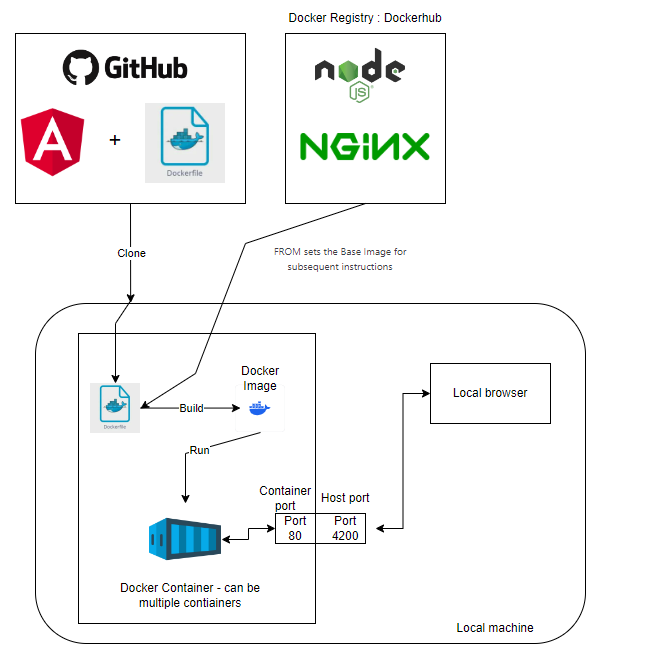 Docker Registry : Dockerhub
GitHub
node
JS
NGiNX
A
+
Dockerfile
Clone
FROM sets the Base Image for
subsequent instructions
Docker
Image
Dockerfile
Build
Local browser
Run
Container
port
Host port
Port
80
Port
4200
Docker Container - can be
multiple contiainers
Local machine